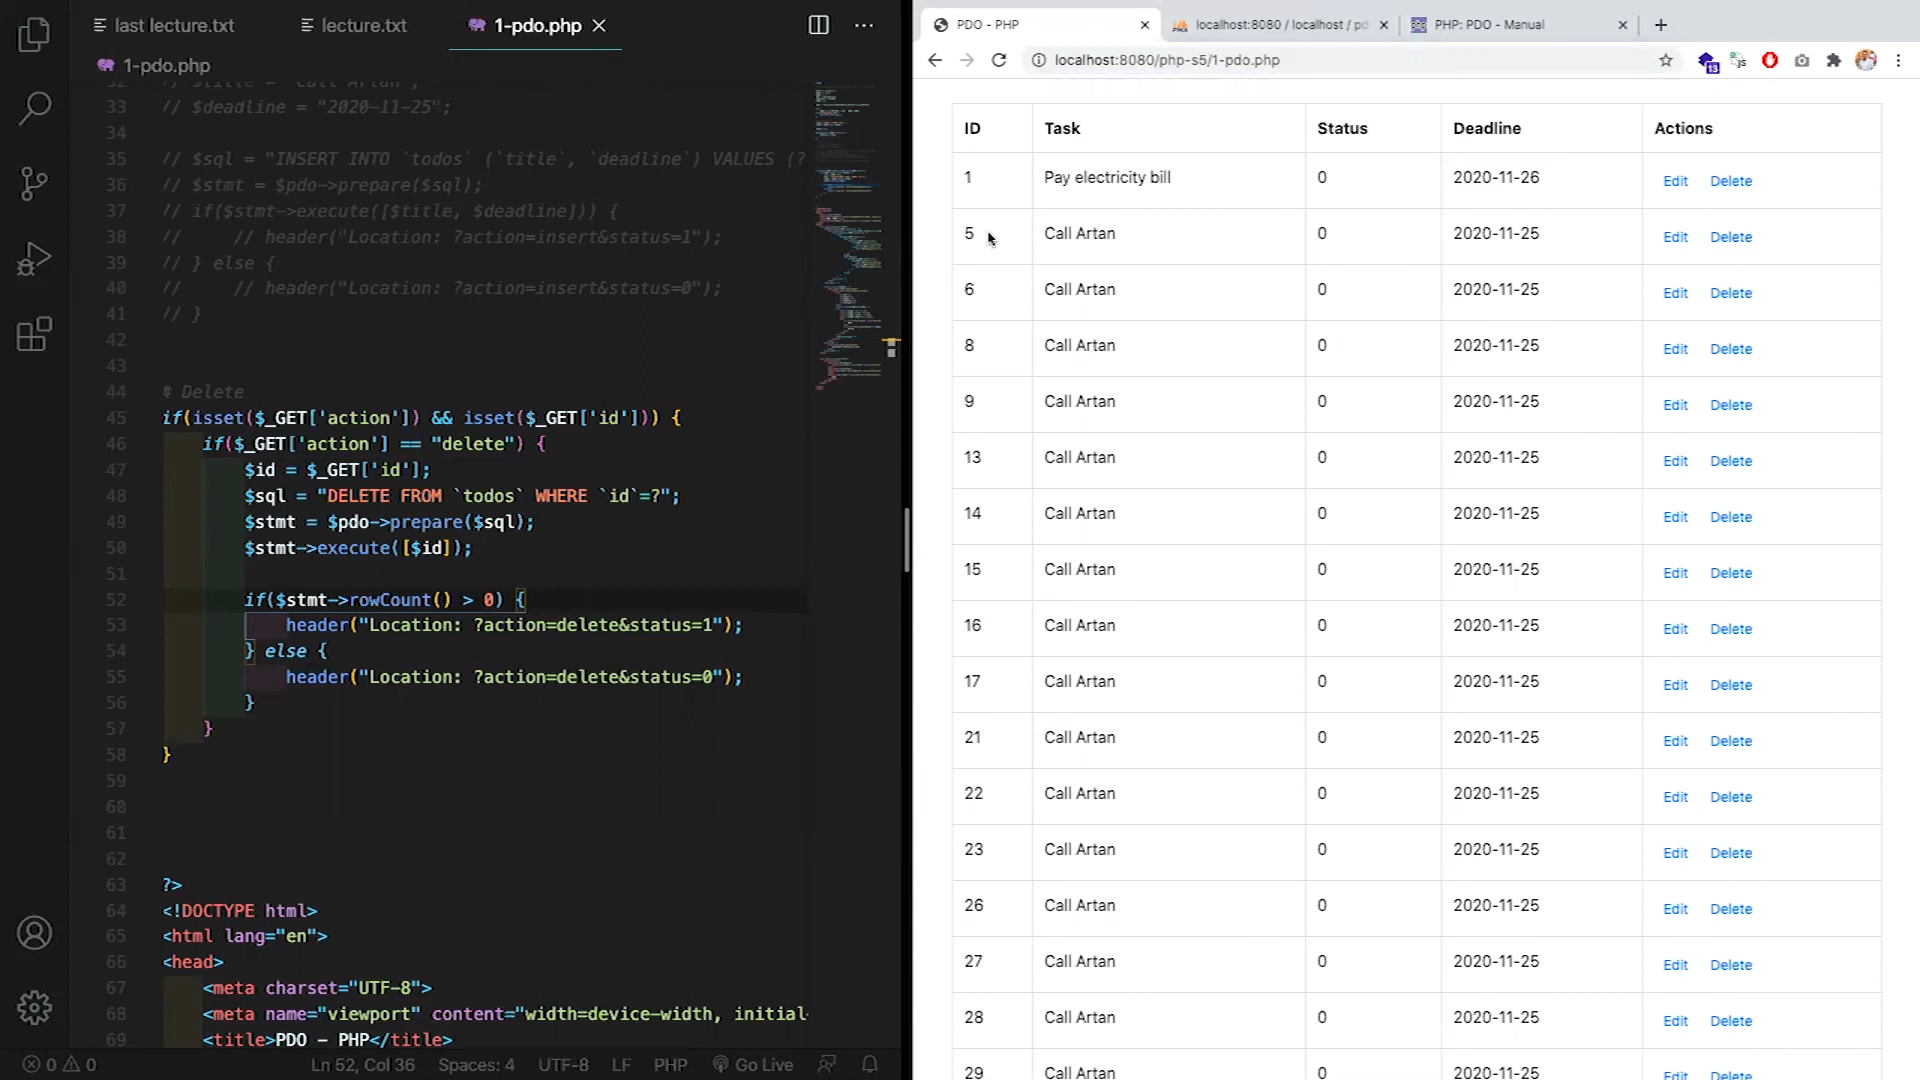 last lecture.txt
lecture.txt
1-pdo.php
1-pdo.php
32 // $title = "Call Artan";
33 // $deadline = "2020-11-25";
34
35 // $sql = "INSERT INTO `todos` (`title`, `deadline`) VALUES (?
36 // $stmt = $pdo->prepare($sql);
37 // if($stmt->execute([$title, $deadline])) {
38 //     // header("Location: ?action=insert&status=1");
39 // } else {
40 //     // header("Location: ?action=insert&status=0");
41 // }
42
43
44 # Delete
45 if(isset($_GET['action']) && isset($_GET['id'])) {
46     if($_GET['action'] == "delete") {
47         $id = $_GET['id'];
48         $sql = "DELETE FROM `todos` WHERE `id`=?";
49         $stmt = $pdo->prepare($sql);
50         $stmt->execute([$id]);
51
52         if($stmt->rowCount() > 0) {
53             header("Location: ?action=delete&status=1");
54         } else {
55             header("Location: ?action=delete&status=0");
56         }
57     }
58 }
59
60
61
62
63 ?>
64 <!DOCTYPE html>
65 <html lang="en">
66 <head>
67     <meta charset="UTF-8">
68     <meta name="viewport" content="width=device-width, initial-
69     <title>PDO - PHP</title>
0 0 Ln 52, Col 36 Spaces: 4 UTF-8 LF PHP Go Live
PDO - PHP
localhost:8080 / localhost / pd
PHP: PDO - Manual
localhost:8080/php-s5/1-pdo.php
13
ID Task Status Deadline Actions
1 Pay electricity bill 0 2020-11-26 Edit Delete
5 Call Artan 0 2020-11-25 Edit Delete
6 Call Artan 0 2020-11-25 Edit Delete
8 Call Artan 0 2020-11-25 Edit Delete
9 Call Artan 0 2020-11-25 Edit Delete
13 Call Artan 0 2020-11-25 Edit Delete
14 Call Artan 0 2020-11-25 Edit Delete
15 Call Artan 0 2020-11-25 Edit Delete
16 Call Artan 0 2020-11-25 Edit Delete
17 Call Artan 0 2020-11-25 Edit Delete
21 Call Artan 0 2020-11-25 Edit Delete
22 Call Artan 0 2020-11-25 Edit Delete
23 Call Artan 0 2020-11-25 Edit Delete
26 Call Artan 0 2020-11-25 Edit Delete
27 Call Artan 0 2020-11-25 Edit Delete
28 Call Artan 0 2020-11-25 Edit Delete
29 Call Artan 0 2020-11-25 Edit Delete